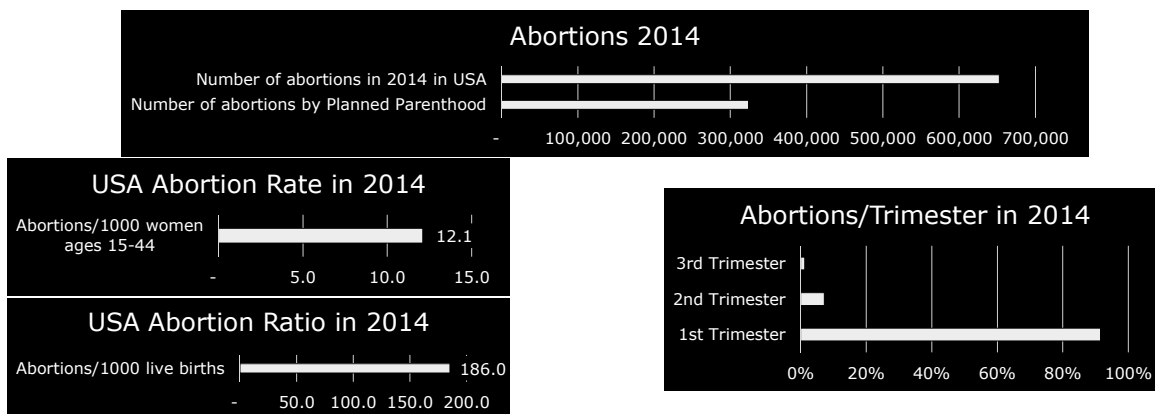 Abortions 2014
Number of abortions in 2014 in USA
Number of abortions by Planned Parenthood
- 100,000 200,000 300,000 400,000 500,000 600,000 700,000
USA Abortion Rate in 2014
Abortions/1000 women
ages 15-44
12.1
- 5.0 10.0 15.0
USA Abortion Ratio in 2014
Abortions/1000 live births
186.0
- 50.0 100.0 150.0 200.0
Abortions/Trimester in 2014
3rd Trimester
2nd Trimester
1st Trimester
0% 20% 40% 60% 80% 100%